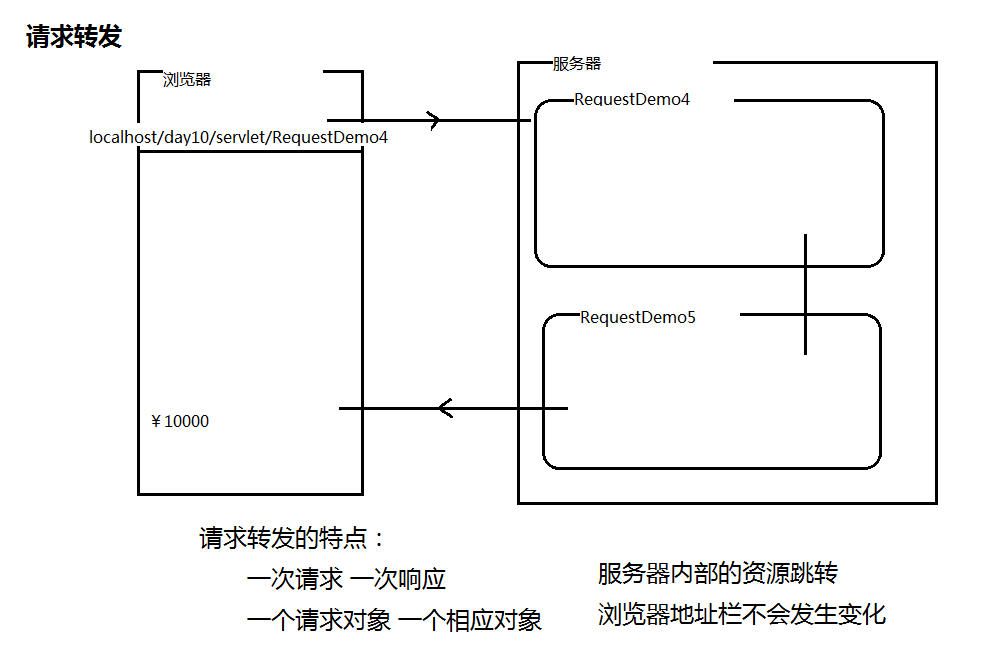 请求转发
浏览器
服务器
RequestDemo4
localhost/day10/servlet/RequestDemo4
RequestDemo5
￥10000
请求转发的特点：
一次请求 一次响应
一个请求对象 一个相应对象
服务器内部的资源跳转
浏览器地址栏不会发生变化